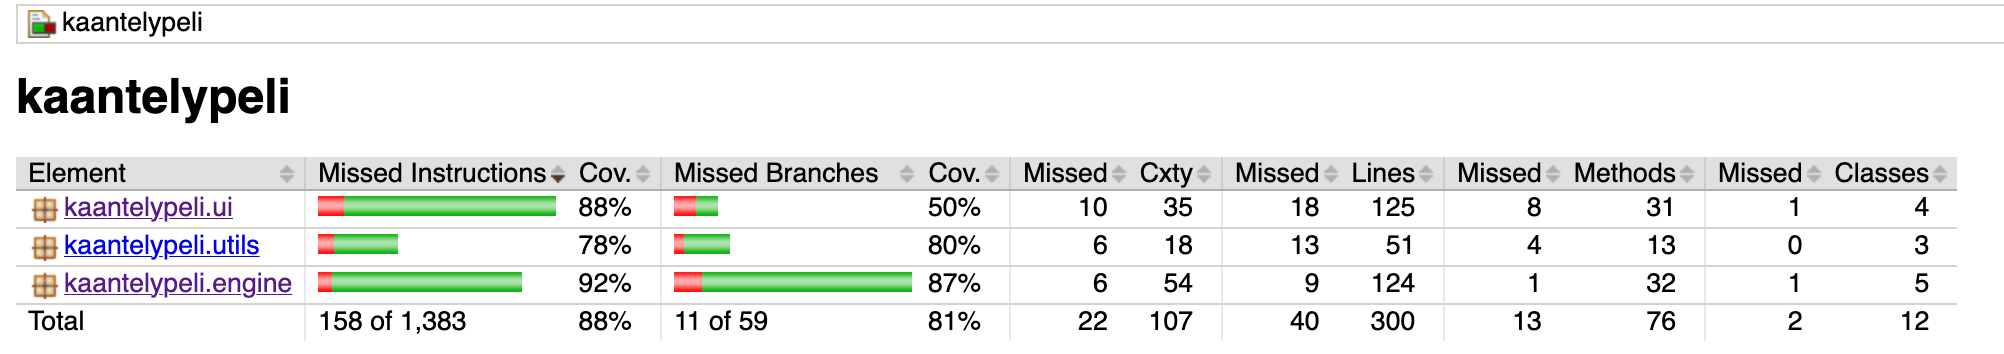 kaantelypeli
kaantelypeli
Element Missed Instructions Cov. Missed Branches Cov. Missed Cxty Missed Lines Missed Methods Missed Classes
kaantelypeli.ui 88% 50% 10 35 18 125 8 31 1 4
kaantelypeli.utils 78% 80% 6 18 13 51 4 13 0 3
kaantelypeli.engine 92% 87% 6 54 9 124 1 32 1 5
Total 158 of 1,383 88% 11 of 59 81% 22 107 40 300 13 76 2 12